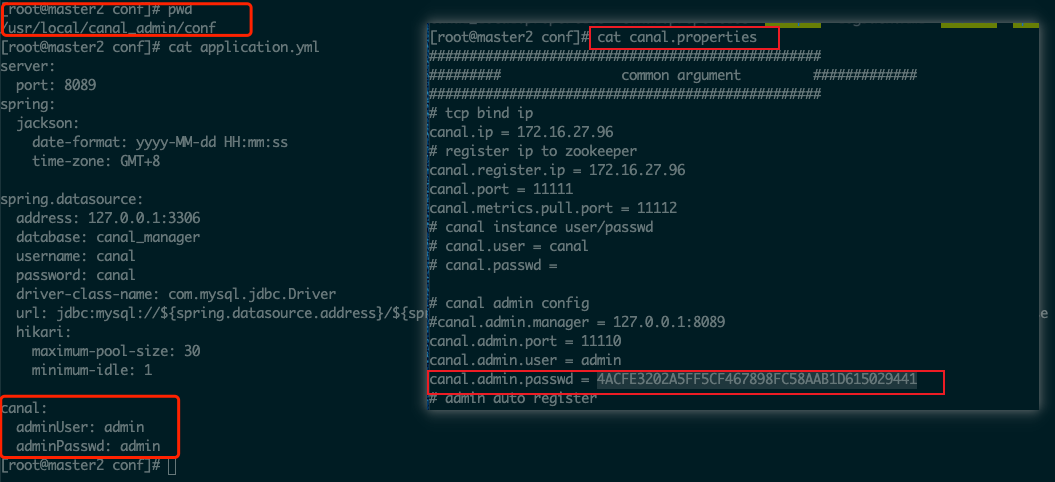 [root@master2 conf]# pwd
/usr/local/canal_admin/conf
[root@master2 conf]# cat application.yml
server:
  port: 8089
spring:
  jackson:
    date-format: yyyy-MM-dd HH:mm:ss
    time-zone: GMT+8

spring.datasource:
  address: 127.0.0.1:3306
  database: canal_manager
  username: canal
  password: canal
  driver-class-name: com.mysql.jdbc.Driver
  url: jdbc:mysql://${spring.datasource.address}/${sp
  hikari:
    maximum-pool-size: 30
    minimum-idle: 1

canal:
  adminUser: admin
  adminPasswd: admin
[root@master2 conf]#
[root@master2 conf]# cat canal.properties
##################################################
######### common argument #############
##################################################
# tcp bind ip
canal.ip = 172.16.27.96
# register ip to zookeeper
canal.register.ip = 172.16.27.96
canal.port = 11111
canal.metrics.pull.port = 11112
# canal instance user/passwd
# canal.user = canal
# canal.passwd =

# canal admin config
#canal.admin.manager = 127.0.0.1:8089
canal.admin.port = 11110
canal.admin.user = admin
canal.admin.passwd = 4ACFE3202A5FF5CF467898FC58AAB1D615029441
# admin auto register